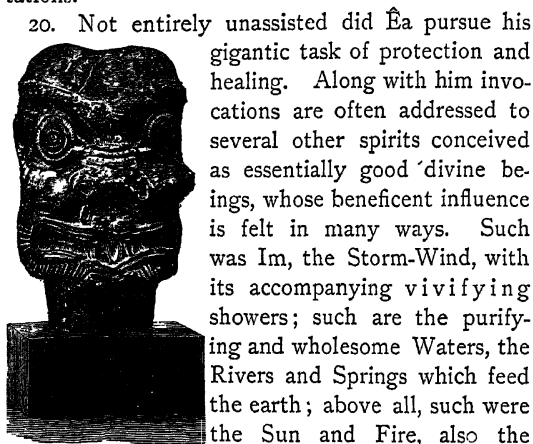 20. Not entirely unassisted did Êa pursue his
gigantic task of protection and
healing. Along with him invo-
cations are often addressed to
several other spirits conceived
as essentially good divine be-
ings, whose beneficent influence
is felt in many ways. Such
was Im, the Storm-Wind, with
its accompanying vivifying
showers; such are the purify-
ing and wholesome Waters, the
Rivers and Springs which feed
the earth; above all, such were
the Sun and Fire, also the